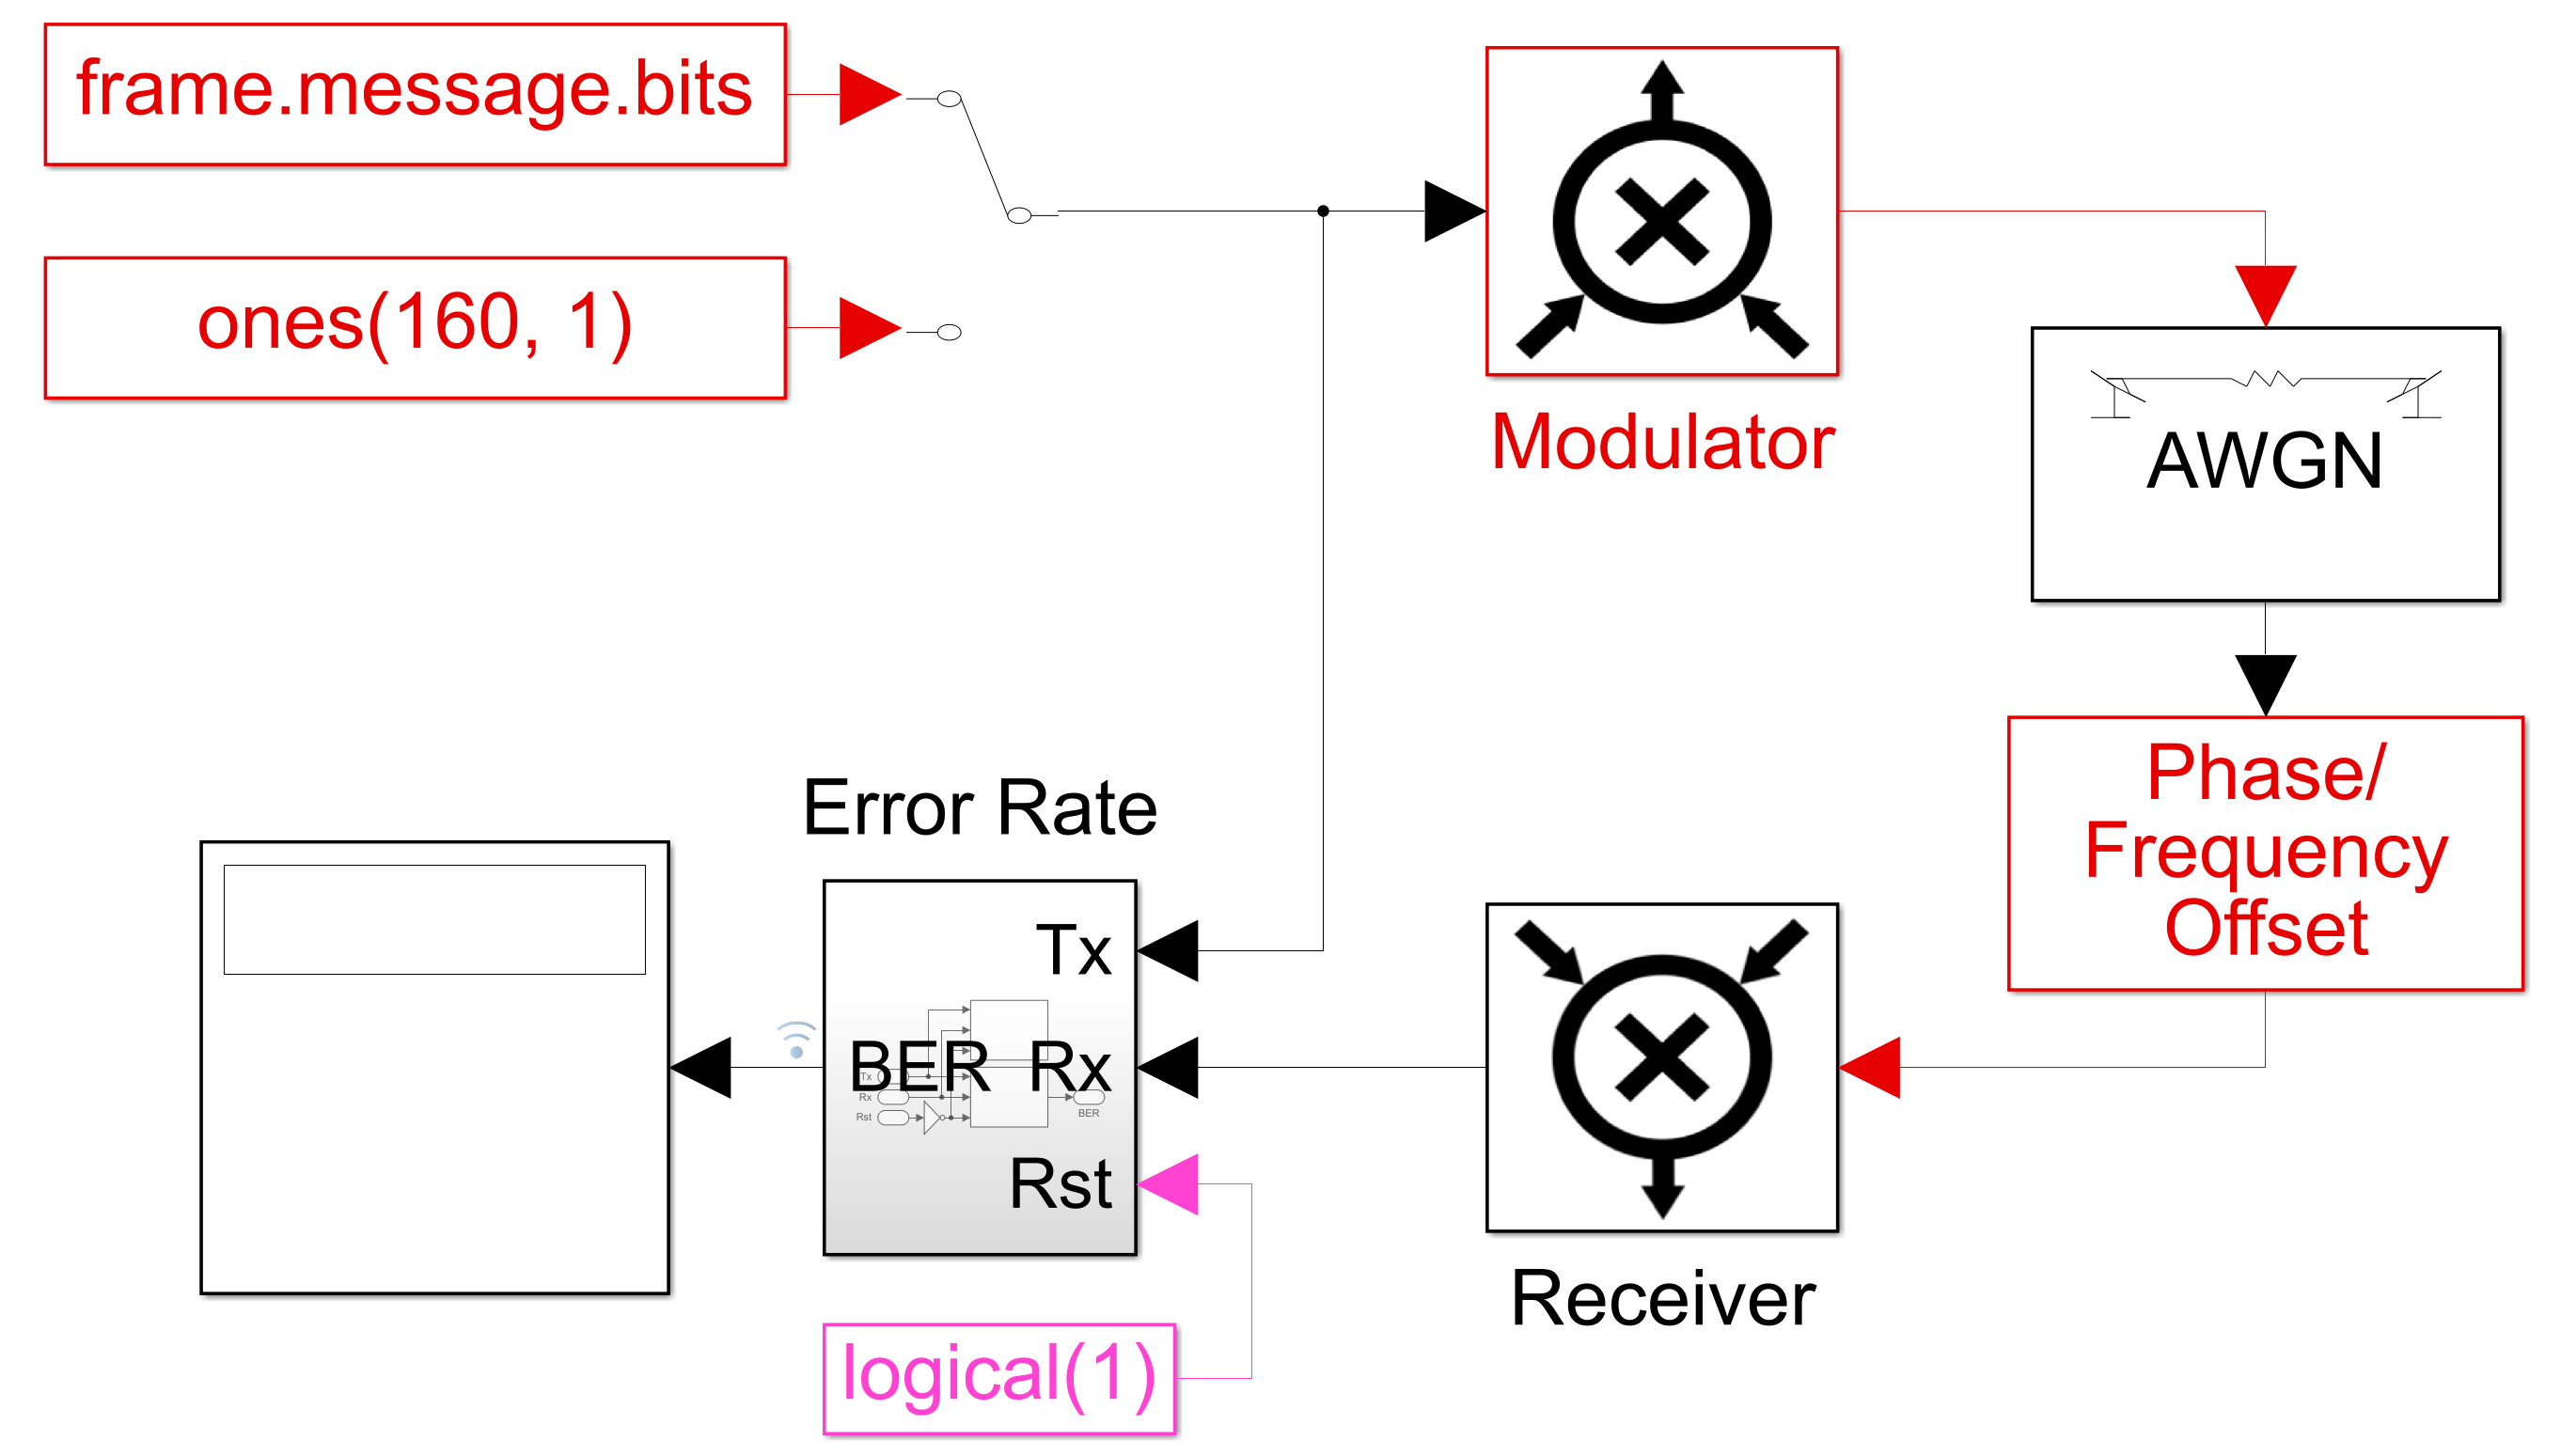 frame.message.bits
ones(160, 1)
Modulator
AWGN
Phase/
Frequency
Offset
Error Rate
Tx
BER Rx
Rst
Tx
Rx
Rst
BER
Receiver
logical(1)